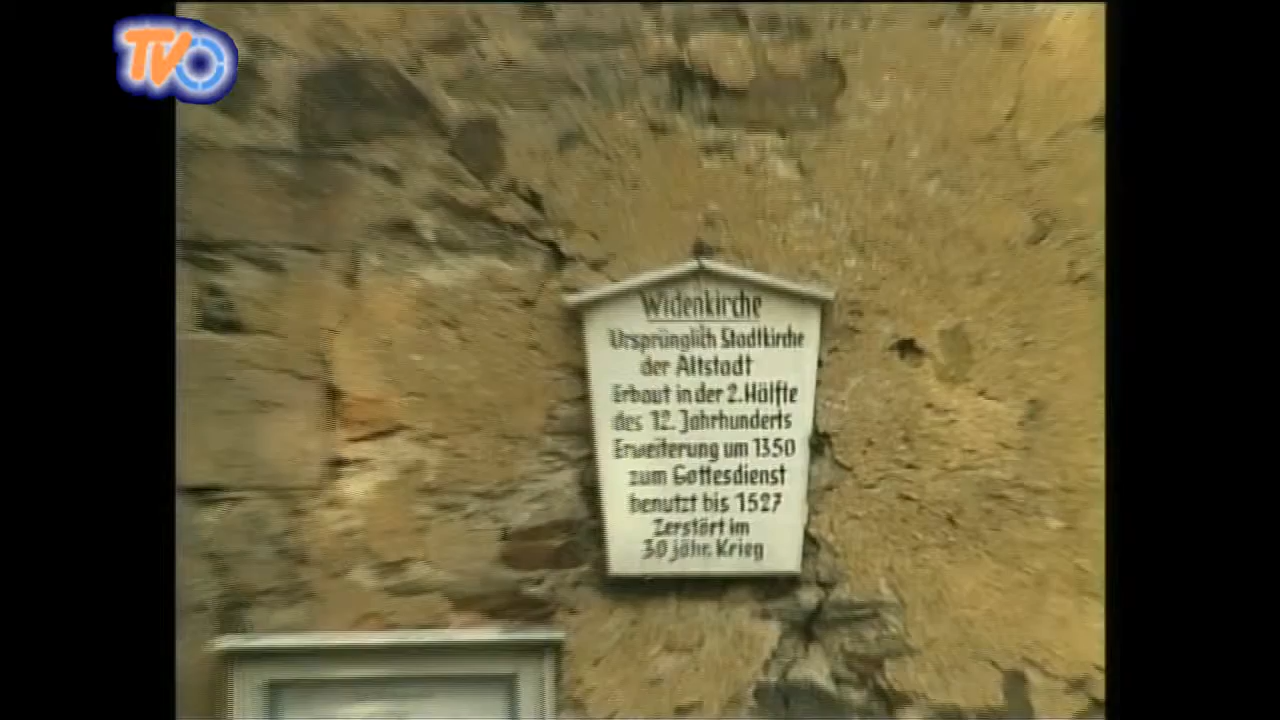 TVO
Widenkirche
Ursprünglich Stadtkirche
der Altstadt
Erbaut in der 2. Hälfte
des 12. Jahrhunderts
Erweiterung um 1350
zum Gottesdienst
benutzt bis 1527
Zerstört im
30 jähr. Krieg